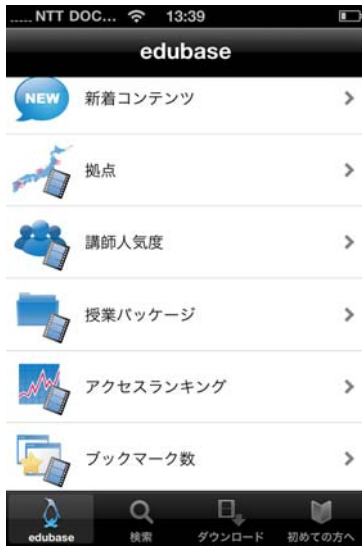 ..... NTT DOC... 13:39
edubase
NEW 新着コンテンツ
拠点
講師人気度
授業パッケージ
アクセスランキング
ブックマーク数
edubase 検索 ダウンロード 初めての方へ